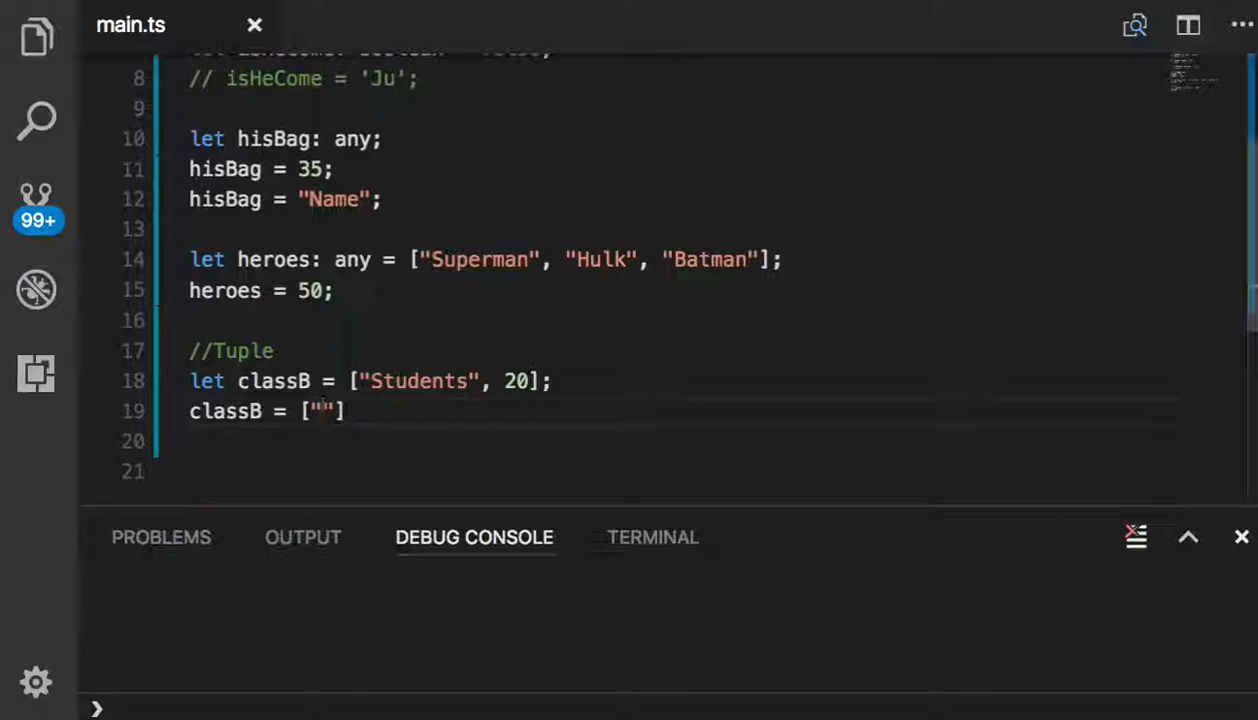 main.ts
8 // isHeCome = 'Ju';
9
10 let hisBag: any;
11 hisBag = 35;
12 hisBag = "Name";
13
14 let heroes: any = ["Superman", "Hulk", "Batman"];
15 heroes = 50;
16
17 //Tuple
18 let classB = ["Students", 20];
19 classB = [""]
20
21
99+
PROBLEMS OUTPUT DEBUG CONSOLE TERMINAL